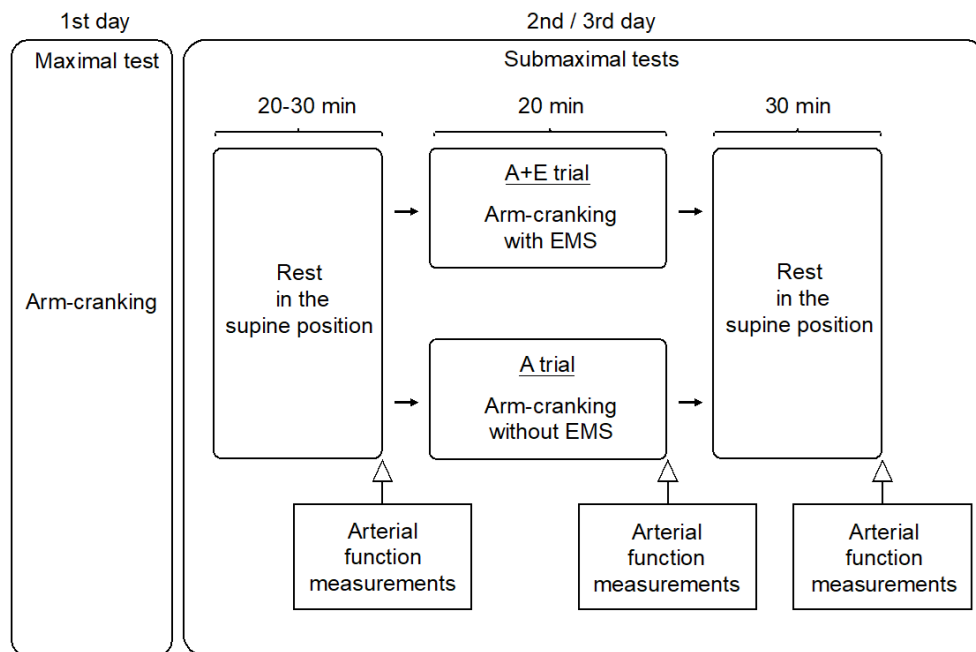 1st day
2nd / 3rd day
Maximal test
Submaximal tests
20-30 min
20 min
30 min
Arm-cranking
Rest
in the
supine position
A+E trial
Arm-cranking
with EMS
A trial
Arm-cranking
without EMS
Rest
in the
supine position
Arterial
function
measurements
Arterial
function
measurements
Arterial
function
measurements